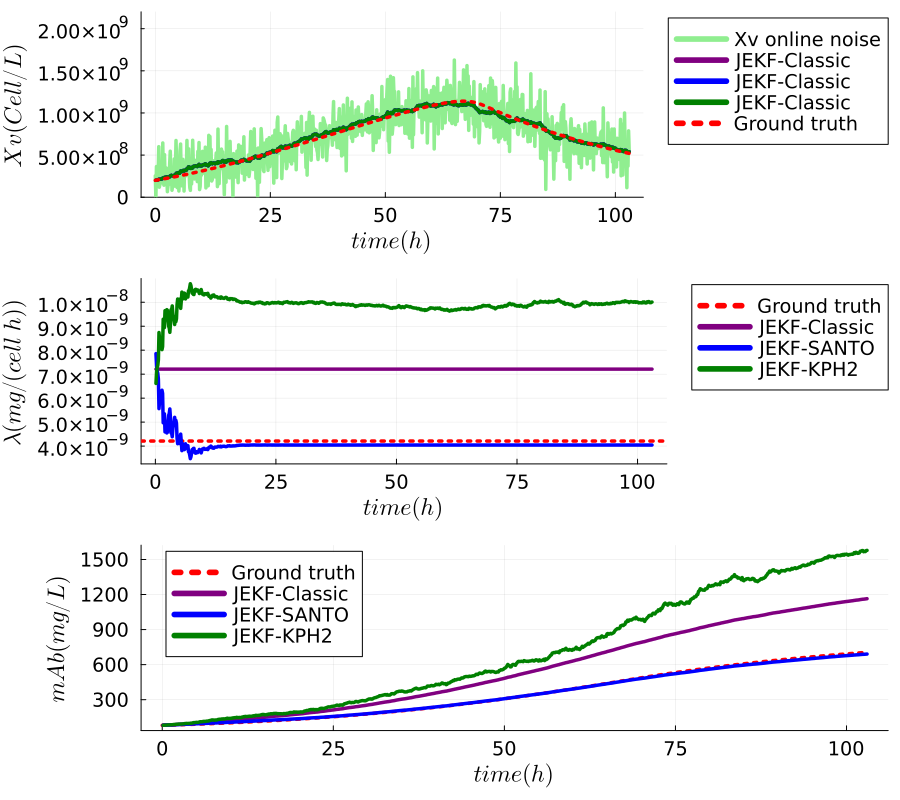 2.00×10⁹
1.50×10⁹
1.00×10⁹
5.00×10⁸
0
Xv(Cell/L)
0 25 50 75 100
time(h)
Xv online noise
JEKF-Classic
JEKF-Classic
JEKF-Classic
Ground truth
1.0×10⁻⁸
9.0×10⁻⁹
8.0×10⁻⁹
7.0×10⁻⁹
6.0×10⁻⁹
5.0×10⁻⁹
4.0×10⁻⁹
λ(mg/(cell h))
0 25 50 75 100
time(h)
Ground truth
JEKF-Classic
JEKF-SANTO
JEKF-KPH2
1500
1200
900
600
300
mAb(mg/L)
0 25 50 75 100
time(h)
Ground truth
JEKF-Classic
JEKF-SANTO
JEKF-KPH2